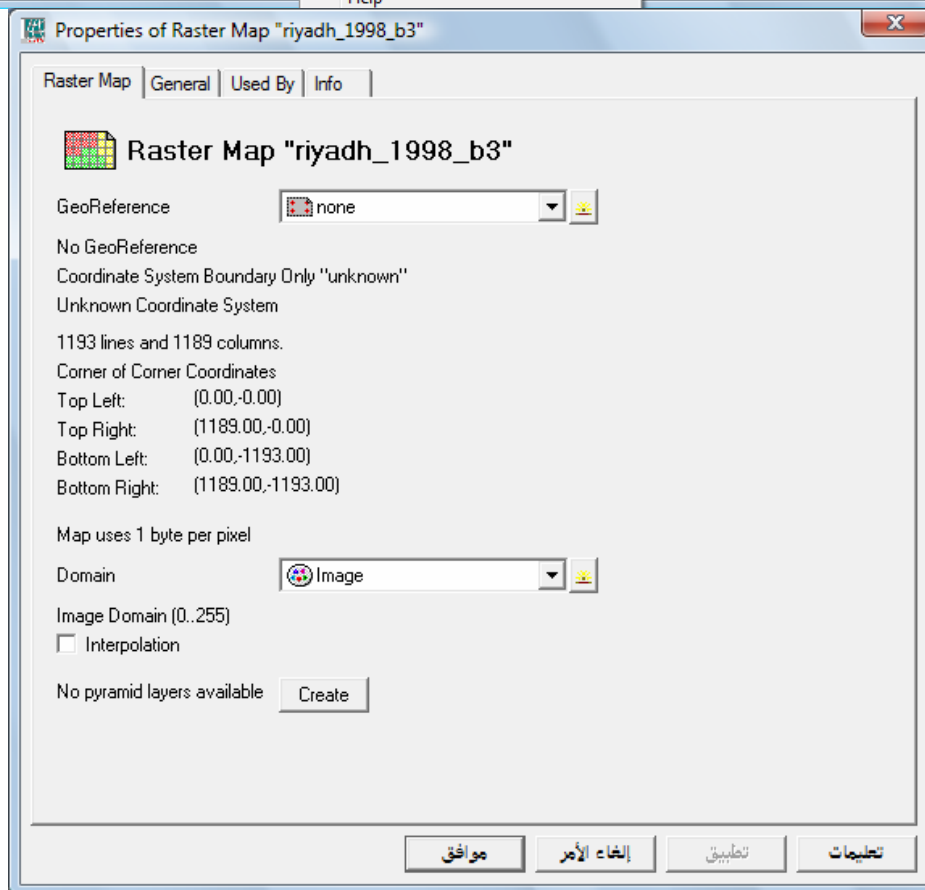 Help
Properties of Raster Map "riyadh_1998_b3"
Raster Map General Used By Info
Raster Map "riyadh_1998_b3"
GeoReference none
No GeoReference
Coordinate System Boundary Only "unknown"
Unknown Coordinate System
1193 lines and 1189 columns.
Corner of Corner Coordinates
Top Left: (0.00,-0.00)
Top Right: (1189.00,-0.00)
Bottom Left: (0.00,-1193.00)
Bottom Right: (1189.00,-1193.00)
Map uses 1 byte per pixel
Domain Image
Image Domain (0..255)
Interpolation
No pyramid layers available Create
موافق إلغاء الأمر تطبيق تعليمات